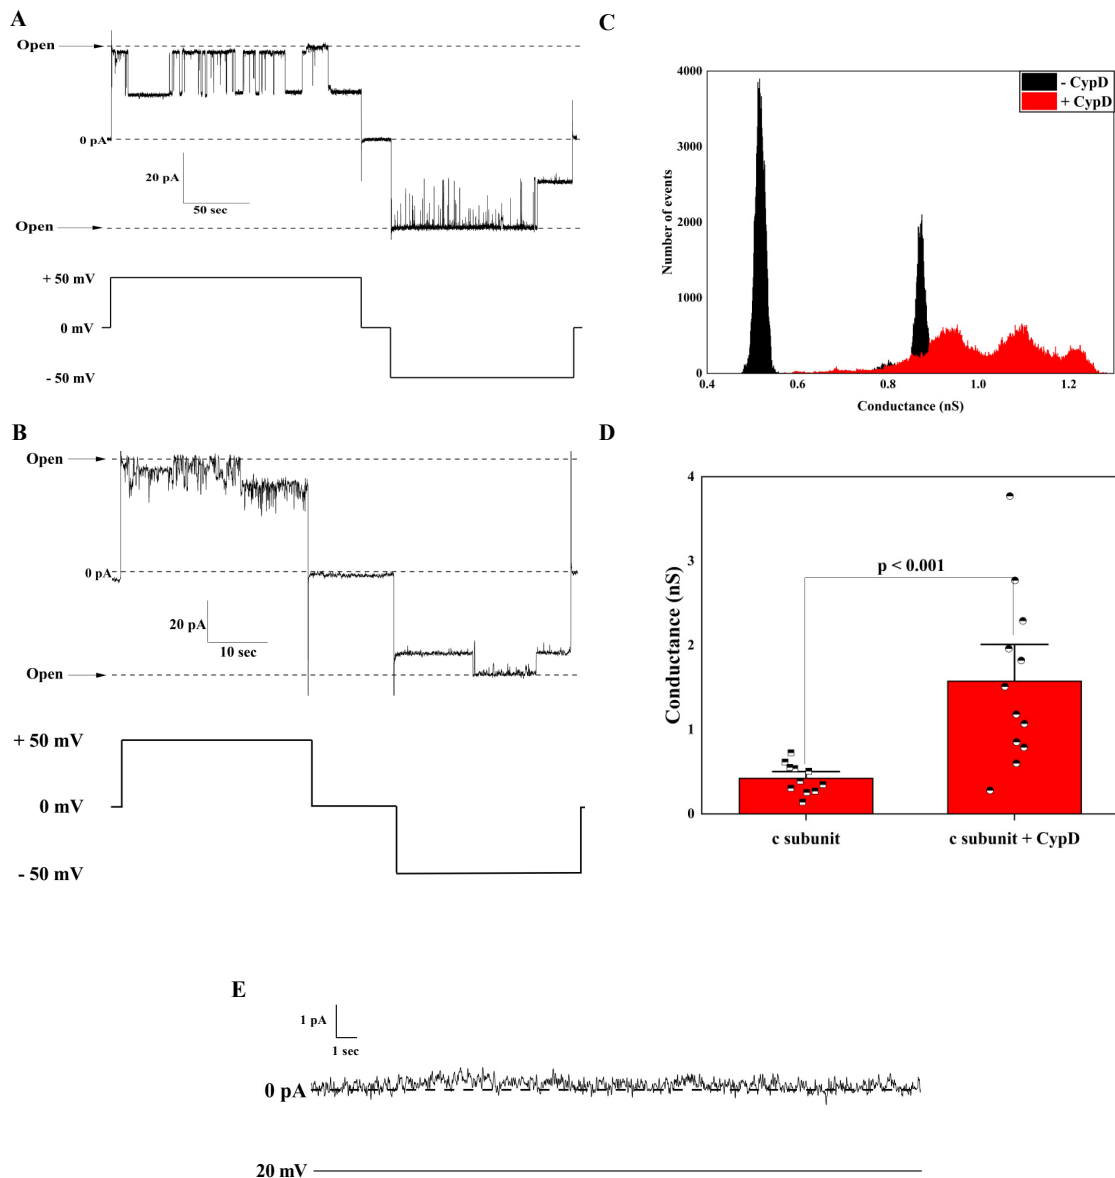 A
Open
0 pA
20 pA
50 sec
Open
+ 50 mV
0 mV
- 50 mV
B
Open
0 pA
20 pA
10 sec
Open
+ 50 mV
0 mV
- 50 mV
C
4000
3000
2000
1000
0
Number of events
0.4 0.6 0.8 1.0 1.2
Conductance (nS)
- CypD
+ CypD
D
4
3
2
1
0
Conductance (nS)
p < 0.001
c subunit c subunit + CypD
E
1 pA
1 sec
0 pA
20 mV